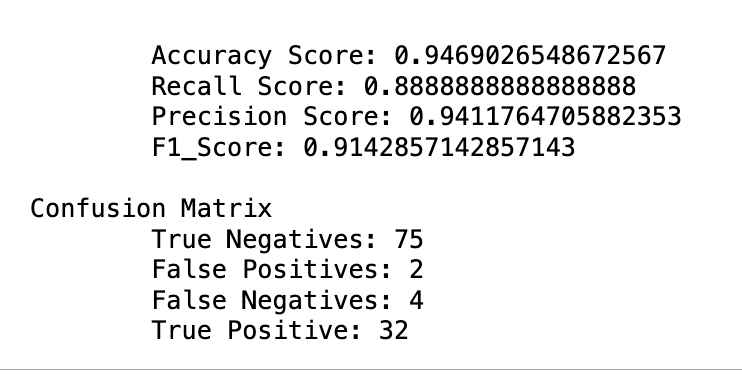 Accuracy Score: 0.9469026548672567
Recall Score: 0.8888888888888888
Precision Score: 0.9411764705882353
F1_Score: 0.9142857142857143
Confusion Matrix
True Negatives: 75
False Positives: 2
False Negatives: 4
True Positive: 32